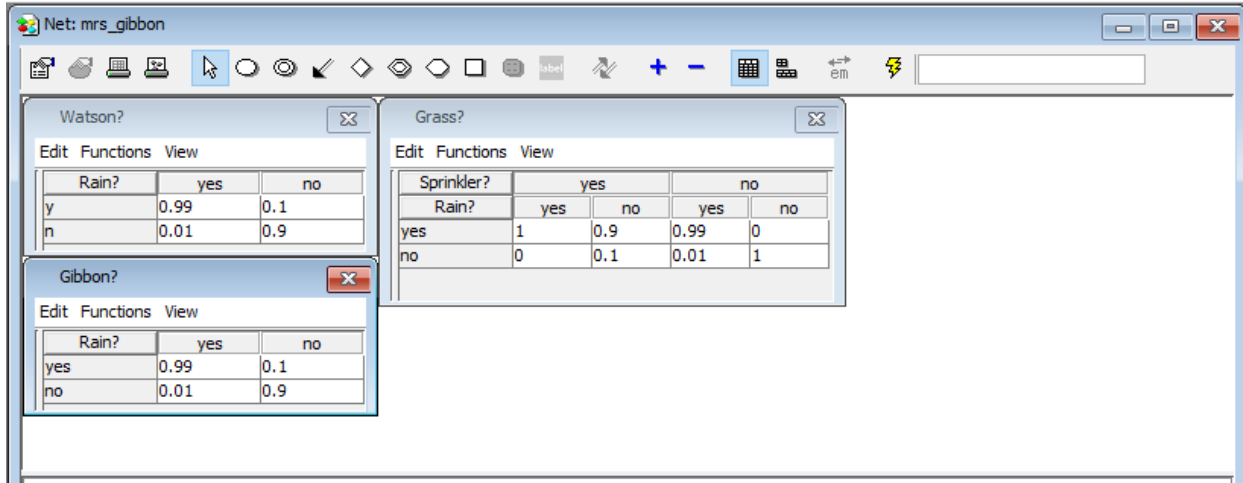 Net: mrs_gibbon
label
em
Watson?
Edit Functions View
Rain? yes no
y 0.99 0.1
n 0.01 0.9
Grass?
Edit Functions View
Sprinkler? yes no
Rain? yes no yes no
yes 1 0.9 0.99 0
no 0 0.1 0.01 1
Gibbon?
Edit Functions View
Rain? yes no
yes 0.99 0.1
no 0.01 0.9